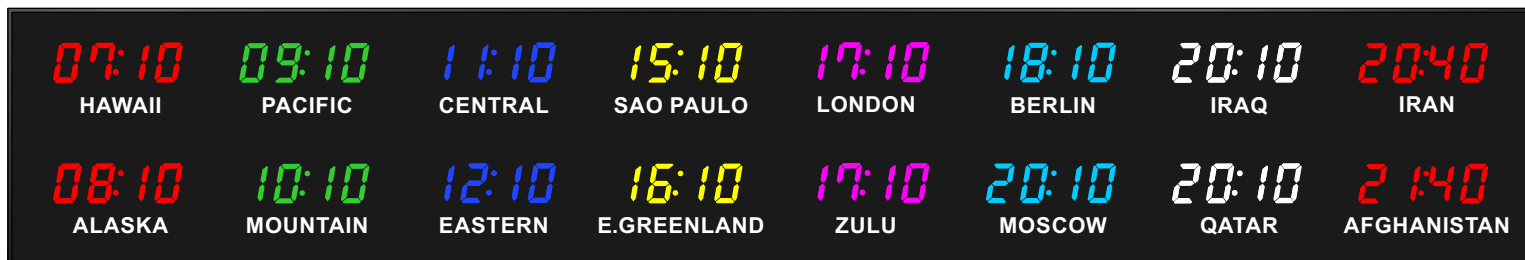 07:10 09:10 11:10 15:10 17:10 18:10 20:10 20:40
HAWAII PACIFIC CENTRAL SAO PAULO LONDON BERLIN IRAQ IRAN
08:10 10:10 12:10 16:10 17:10 20:10 20:10 21:40
ALASKA MOUNTAIN EASTERN E.GREENLAND ZULU MOSCOW QATAR AFGHANISTAN